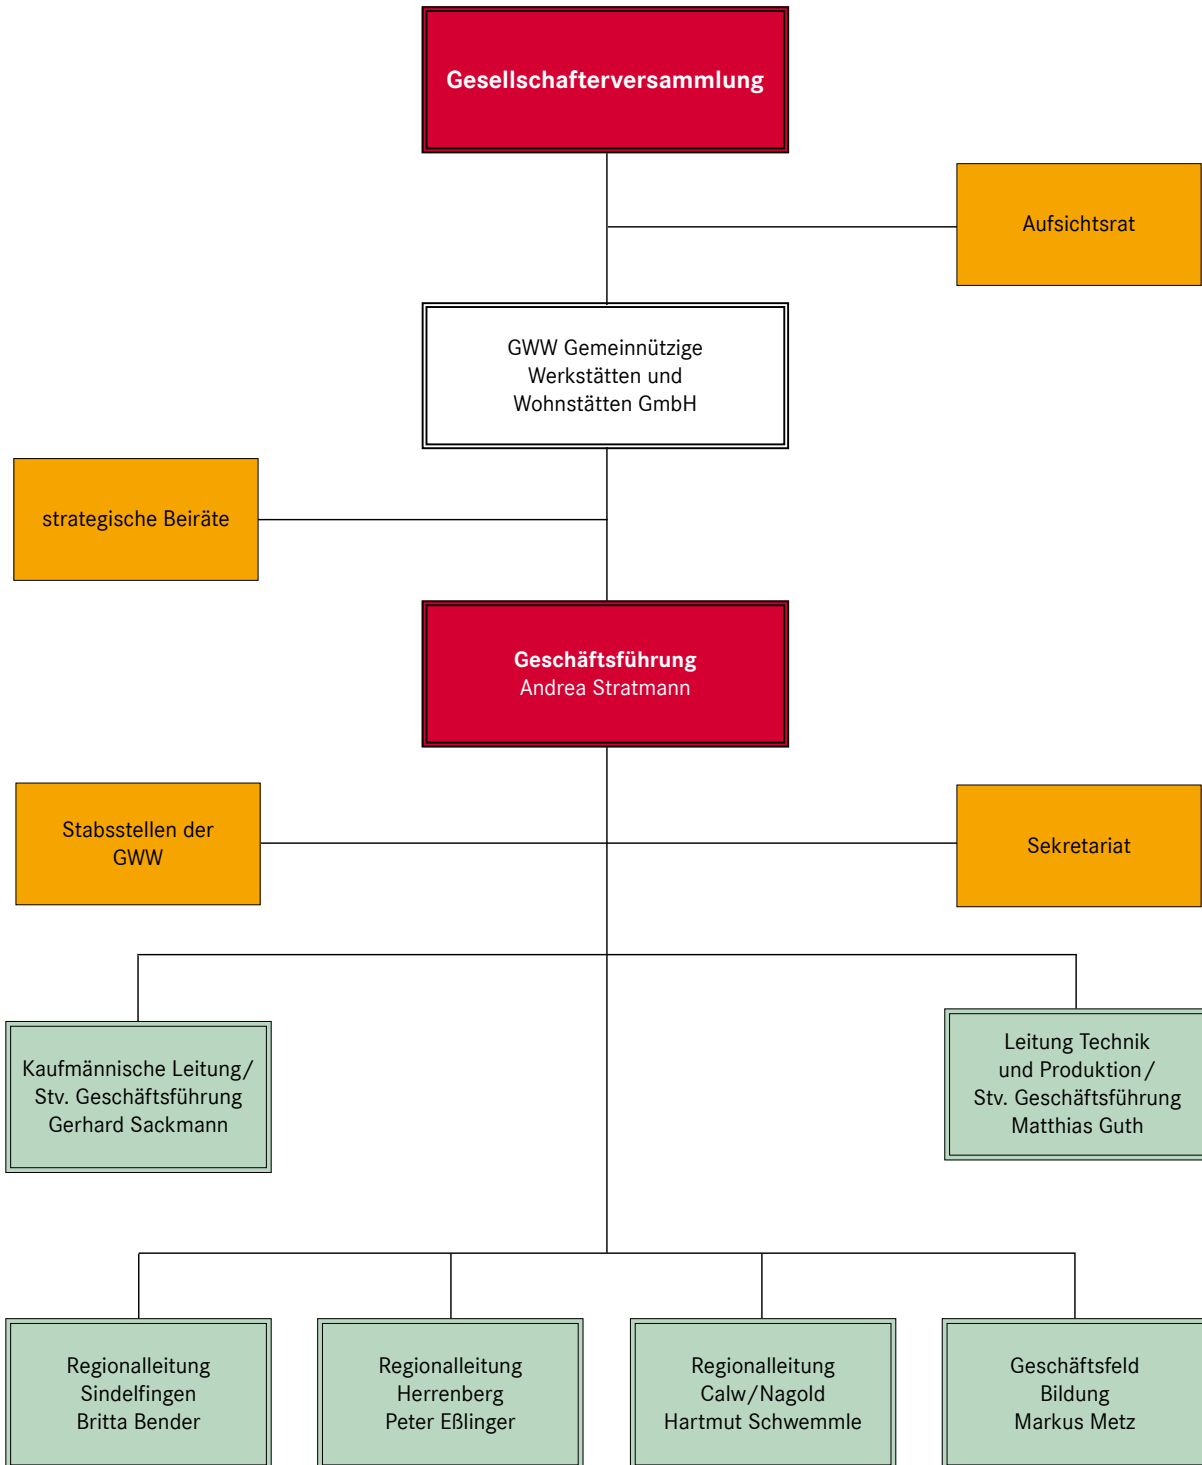 Gesellschafterversammlung
Aufsichtsrat
GWW Gemeinnützige
Werkstätten und
Wohnstätten GmbH
strategische Beiräte
Geschäftsführung
Andrea Stratmann
Stabsstellen der
GWW
Sekretariat
Kaufmännische Leitung/
Stv. Geschäftsführung
Gerhard Sackmann
Leitung Technik
und Produktion/
Stv. Geschäftsführung
Matthias Guth
Regionalleitung
Sindelfingen
Britta Bender
Regionalleitung
Herrenberg
Peter Eßlinger
Regionalleitung
Calw/Nagold
Hartmut Schwemmle
Geschäftsfeld
Bildung
Markus Metz